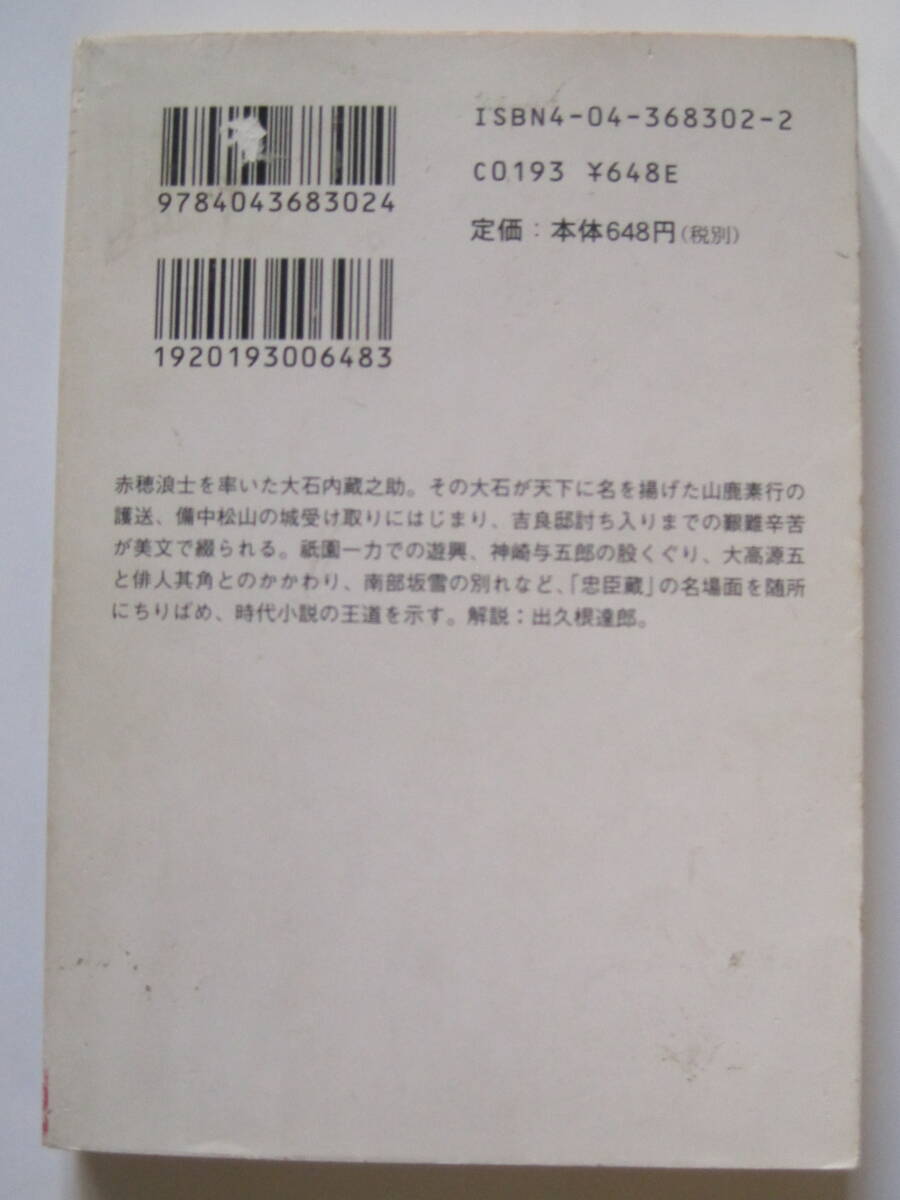 ISBN4-04-368302-2
C0193 ¥648E
定価：本体648円(税別)
9784043683024
1920193006483
赤穂浪士を率いた大石内蔵之助。その大石が天下に名を揚げた山鹿素行の
護送、備中松山の城受け取りにはじまり、吉良邸討ち入りまでの艱難辛苦
が美文で綴られる。祇園一力での遊興、神崎与五郎の股くぐり、大高源五
と俳人其角とのかかわり、南部坂雪の別れなど、「忠臣蔵」の名場面を随所
にちりばめ、時代小説の王道を示す。解説：出久根達郎。